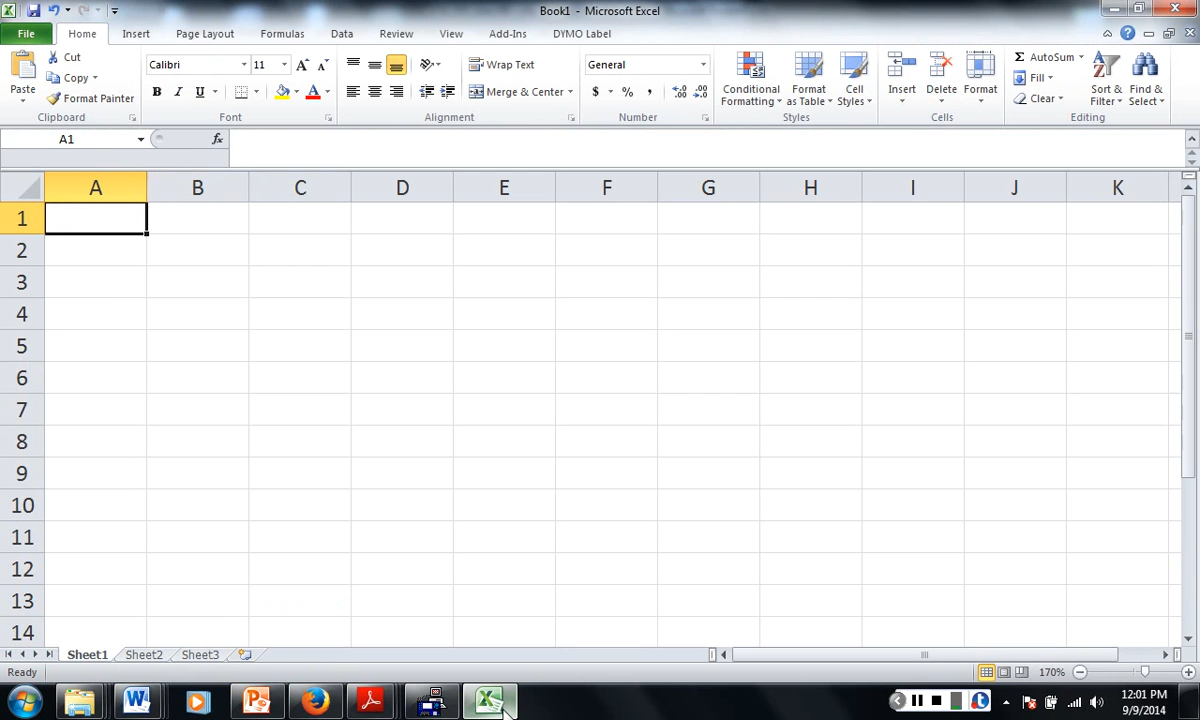 Book1 - Microsoft Excel
File Home Insert Page Layout Formulas Data Review View Add-Ins DYMO Label
Paste
Cut
Copy
Format Painter
Clipboard
Calibri 11
B I U
Font
Wrap Text
Merge & Center
Alignment
General
$ % ,
Number
Conditional Formatting
Format as Table
Cell Styles
Styles
Insert Delete Format
Cells
AutoSum
Fill
Clear
Sort & Filter
Find & Select
Editing
A1 fx
A B C D E F G H I J K
1
2
3
4
5
6
7
8
9
10
11
12
13
14
Sheet1 Sheet2 Sheet3
Ready 170%
12:01 PM
9/9/2014